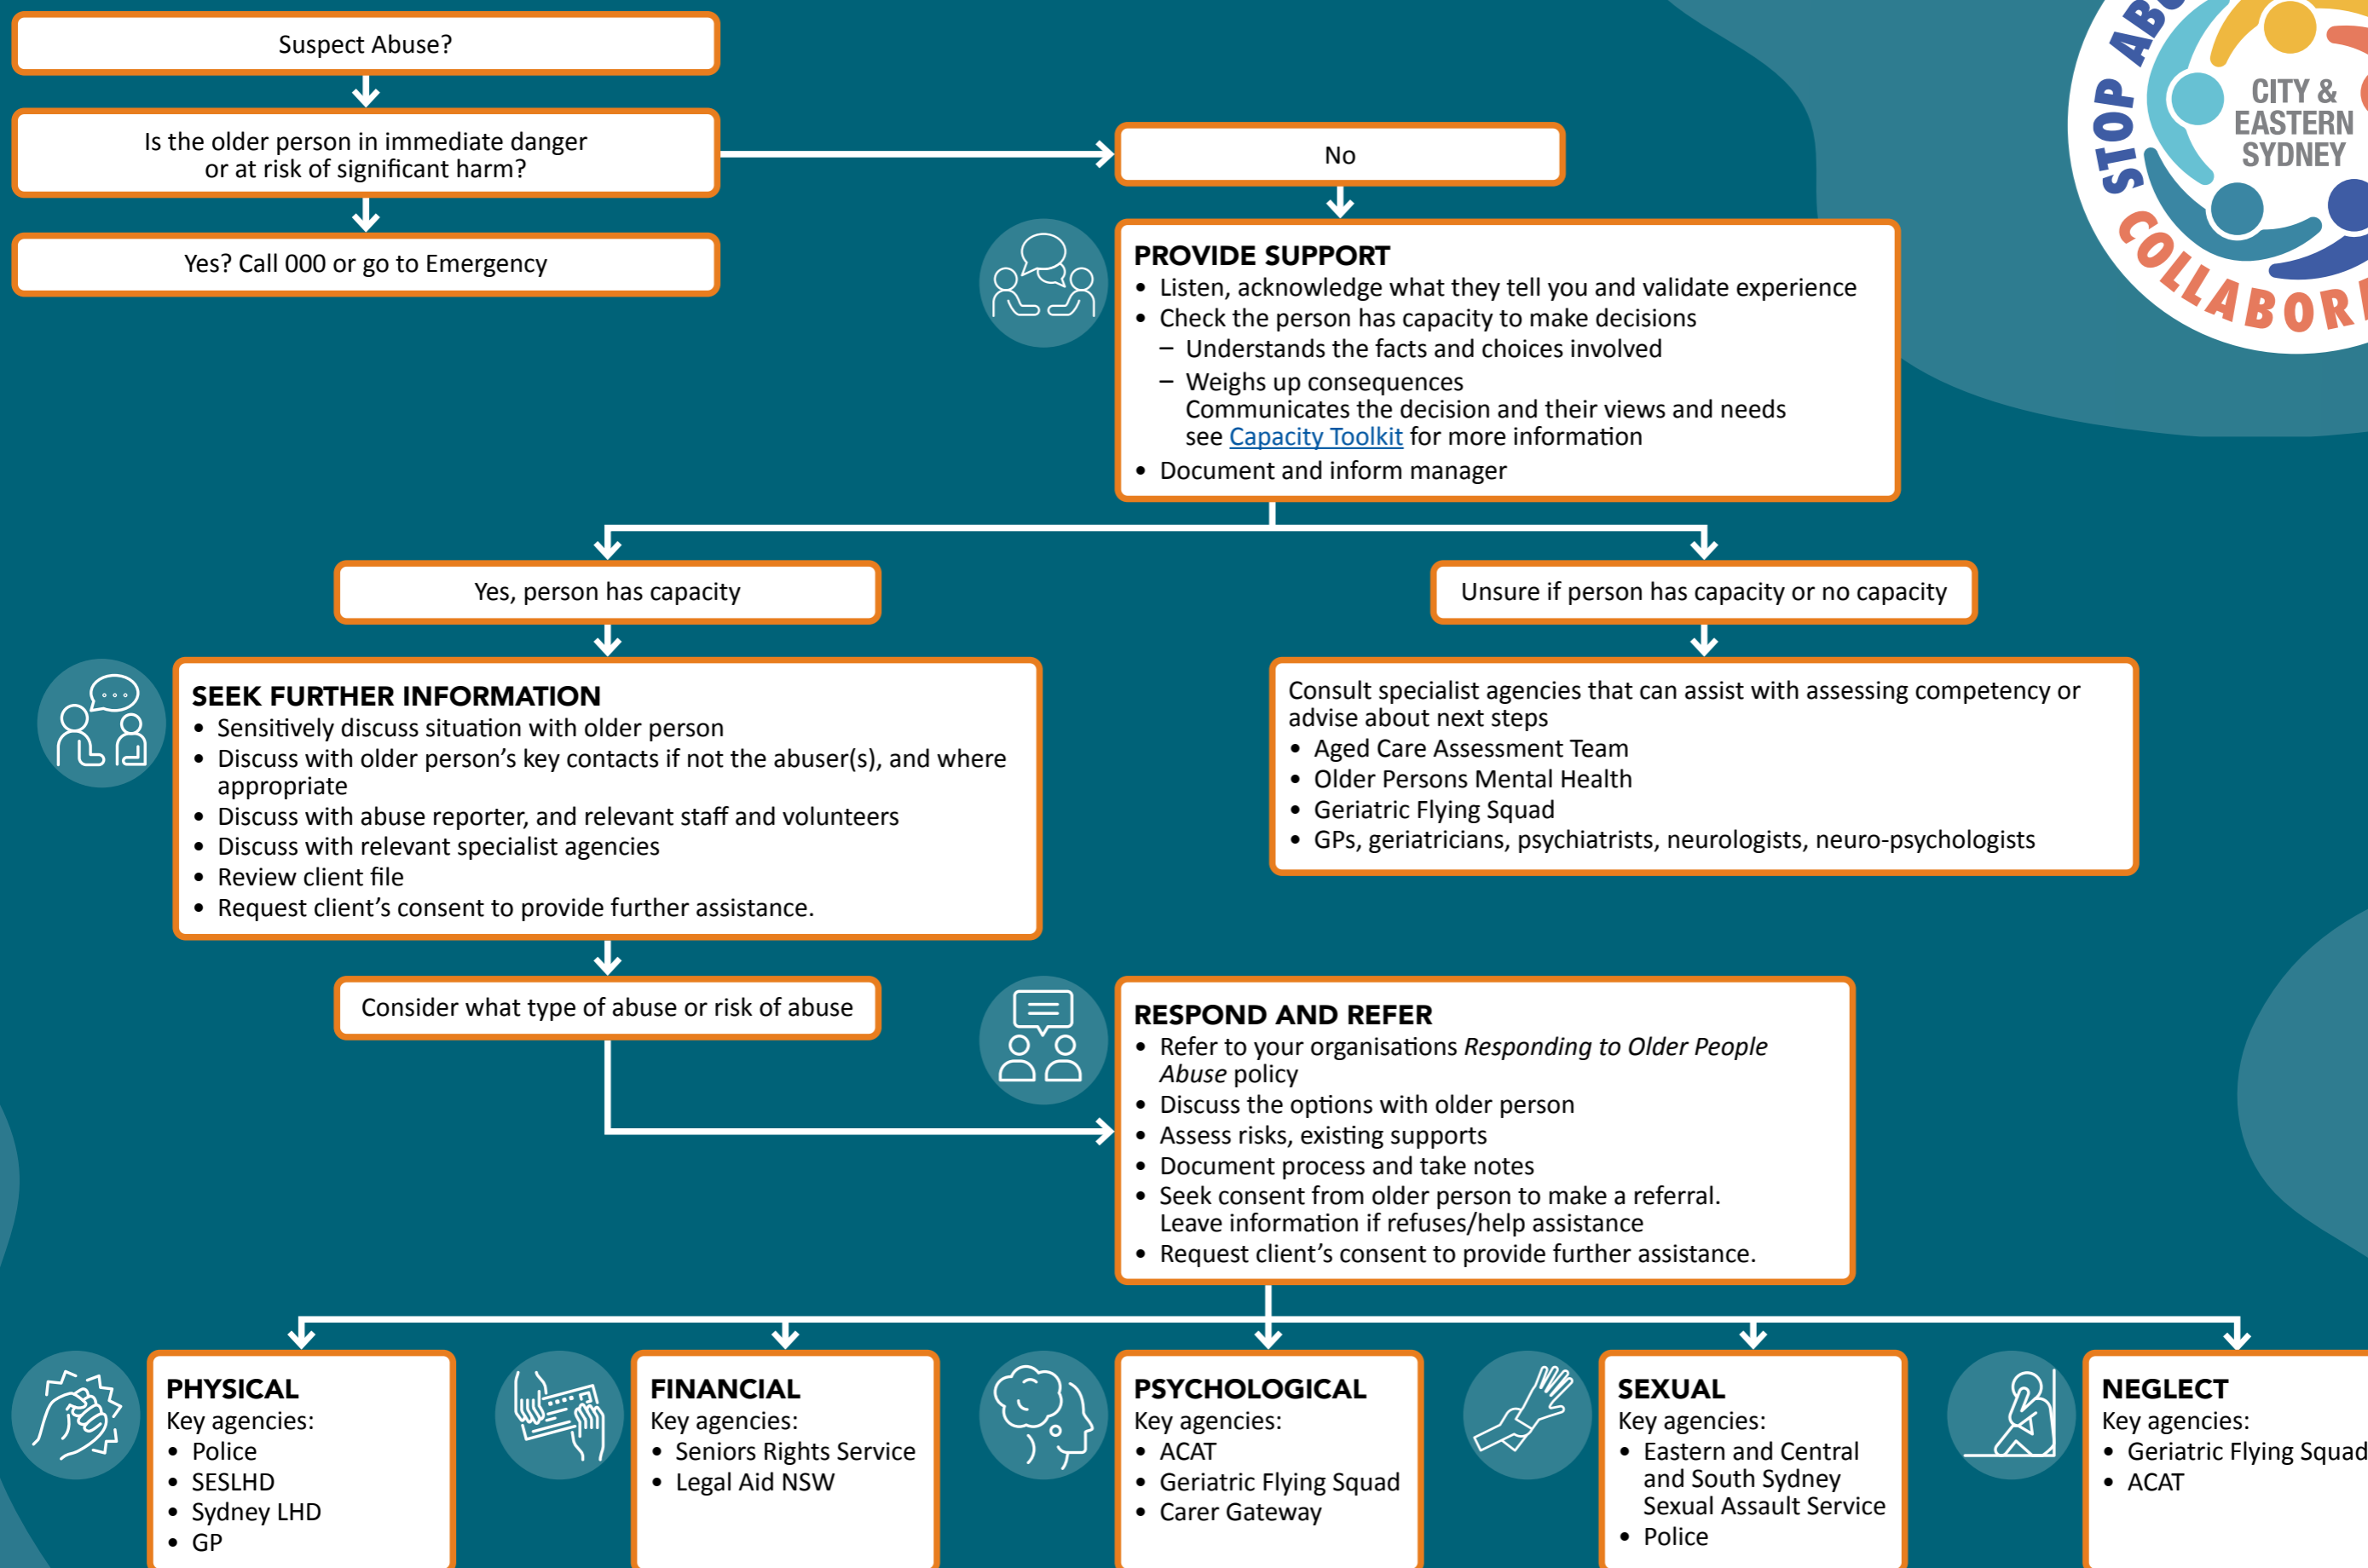 Suspect Abuse?
Is the older person in immediate danger
or at risk of significant harm?
Yes? Call 000 or go to Emergency
No
STOP
CITY &
EASTERN
SYDNEY
PROVIDE SUPPORT
• Listen, acknowledge what they tell you and validate experience
• Check the person has capacity to make decisions
– Understands the facts and choices involved
– Weighs up consequences
Communicates the decision and their views and needs
see Capacity Toolkit for more information
• Document and inform manager
Yes, person has capacity
Unsure if person has capacity or no capacity
SEEK FURTHER INFORMATION
• Sensitively discuss situation with older person
• Discuss with older person's key contacts if not the abuser(s), and where
appropriate
• Discuss with abuse reporter, and relevant staff and volunteers
• Discuss with relevant specialist agencies
• Review client file
• Request client's consent to provide further assistance.
Consult specialist agencies that can assist with assessing competency or
advise about next steps
• Aged Care Assessment Team
• Older Persons Mental Health
• Geriatric Flying Squad
• GPs, geriatricians, psychiatrists, neurologists, neuro-psychologists
Consider what type of abuse or risk of abuse
RESPOND AND REFER
• Refer to your organisations Responding to Older People
Abuse policy
• Discuss the options with older person
• Assess risks, existing supports
• Document process and take notes
• Seek consent from older person to make a referral.
Leave information if refuses/help assistance
• Request client's consent to provide further assistance.
PHYSICAL
Key agencies:
• Police
• SESLHD
• Sydney LHD
• GP
FINANCIAL
Key agencies:
• Seniors Rights Service
• Legal Aid NSW
PSYCHOLOGICAL
Key agencies:
• ACAT
• Geriatric Flying Squad
• Carer Gateway
SEXUAL
Key agencies:
• Eastern and Central
and South Sydney
Sexual Assault Service
• Police
NEGLECT
Key agencies:
• Geriatric Flying Squad
• ACAT